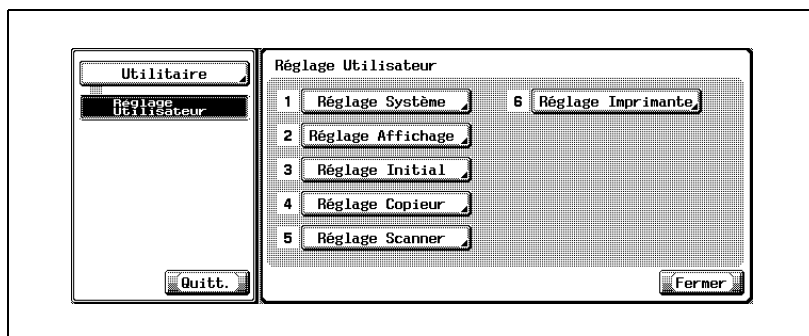 Utilitaire
Réglage
Utilisateur
Quitt.
Réglage Utilisateur
1 Réglage Système
2 Réglage Affichage
3 Réglage Initial
4 Réglage Copieur
5 Réglage Scanner
6 Réglage Imprimante
Fermer